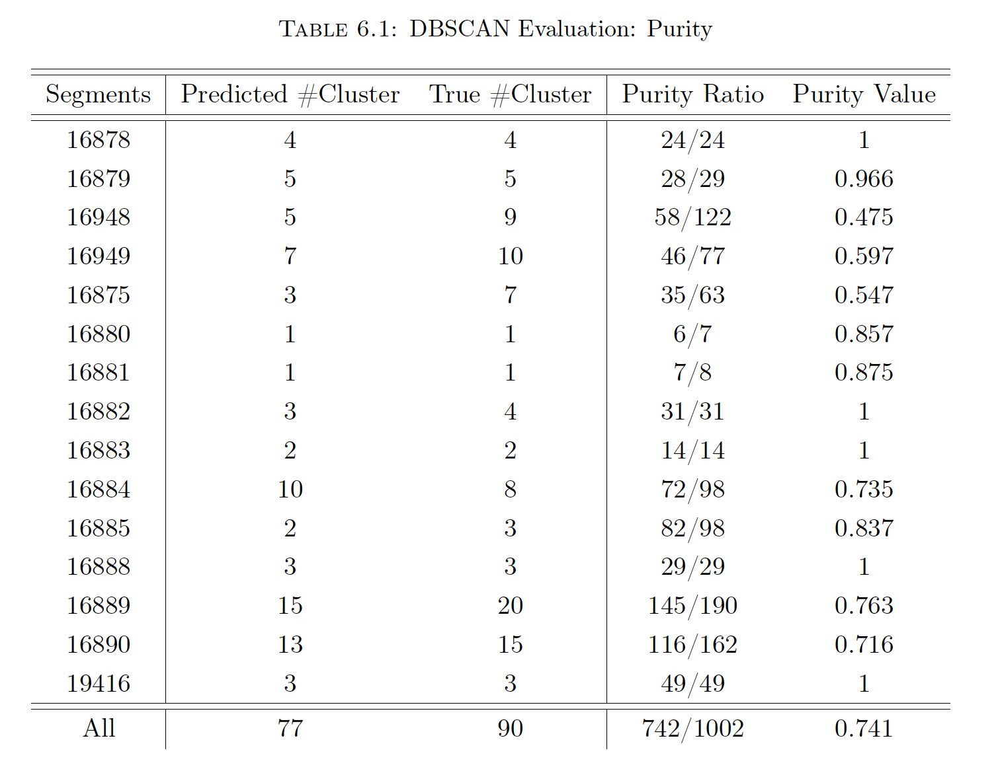 TABLE 6.1: DBSCAN Evaluation: Purity
Segments Predicted #Cluster True #Cluster Purity Ratio Purity Value
16878 4 4 24/24 1
16879 5 5 28/29 0.966
16948 5 9 58/122 0.475
16949 7 10 46/77 0.597
16875 3 7 35/63 0.547
16880 1 1 6/7 0.857
16881 1 1 7/8 0.875
16882 3 4 31/31 1
16883 2 2 14/14 1
16884 10 8 72/98 0.735
16885 2 3 82/98 0.837
16888 3 3 29/29 1
16889 15 20 145/190 0.763
16890 13 15 116/162 0.716
19416 3 3 49/49 1
All 77 90 742/1002 0.741